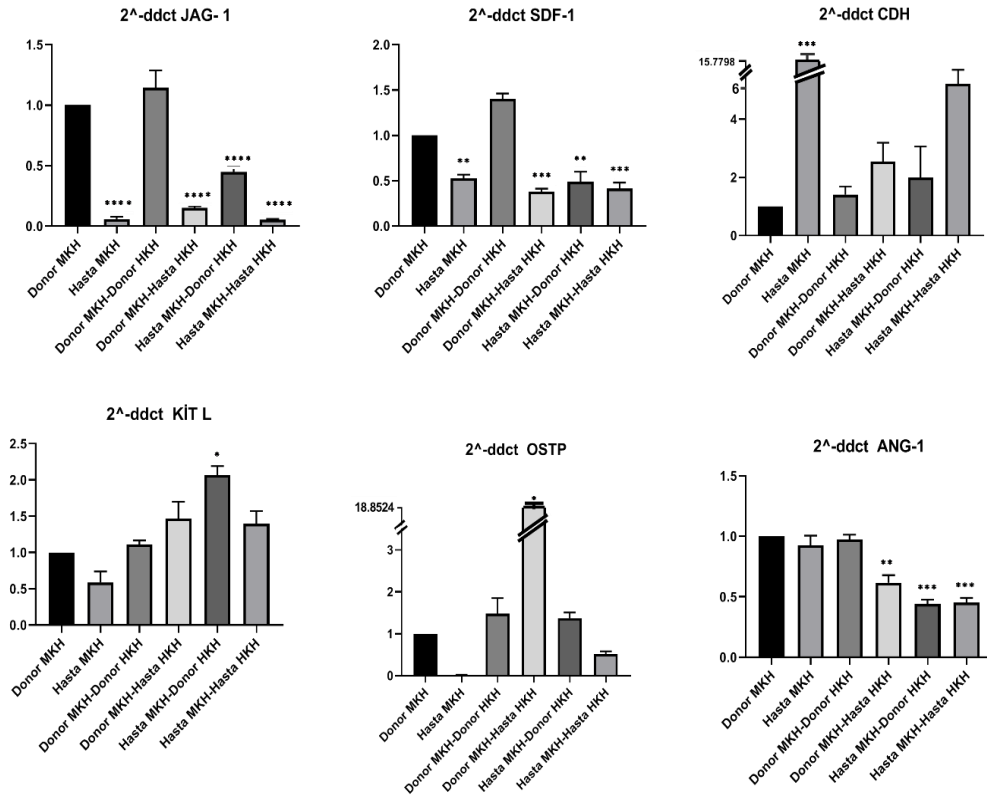 2^-ddct JAG- 1
1.5
1.0
0.5
0.0
****
****
****
****
Donor MKH
Hasta MKH
Donor MKH-Donor HKH
Donor MKH-Hasta HKH
Hasta MKH-Donor HKH
Hasta MKH-Hasta HKH
2^-ddct SDF-1
2.0
1.5
1.0
0.5
0.0
**
***
**
***
Donor MKH
Hasta MKH
Donor MKH-Donor HKH
Donor MKH-Hasta HKH
Hasta MKH-Donor HKH
Hasta MKH-Hasta HKH
2^-ddct CDH
15.7798
6
4
2
0
***
Donor MKH
Hasta MKH
Donor MKH-Donor HKH
Donor MKH-Hasta HKH
Hasta MKH-Donor HKH
Hasta MKH-Hasta HKH
2^-ddct KİT L
2.5
2.0
1.5
1.0
0.5
0.0
*
Donor MKH
Hasta MKH
Donor MKH-Donor HKH
Donor MKH-Hasta HKH
Hasta MKH-Donor HKH
Hasta MKH-Hasta HKH
2^-ddct OSTP
18.8524
3
2
1
0
*
Donor MKH
Hasta MKH
Donor MKH-Donor HKH
Donor MKH-Hasta HKH
Hasta MKH-Donor HKH
Hasta MKH-Hasta HKH
2^-ddct ANG-1
1.5
1.0
0.5
0.0
**
***
***
Donor MKH
Hasta MKH
Donor MKH-Donor HKH
Donor MKH-Hasta HKH
Hasta MKH-Donor HKH
Hasta MKH-Hasta HKH